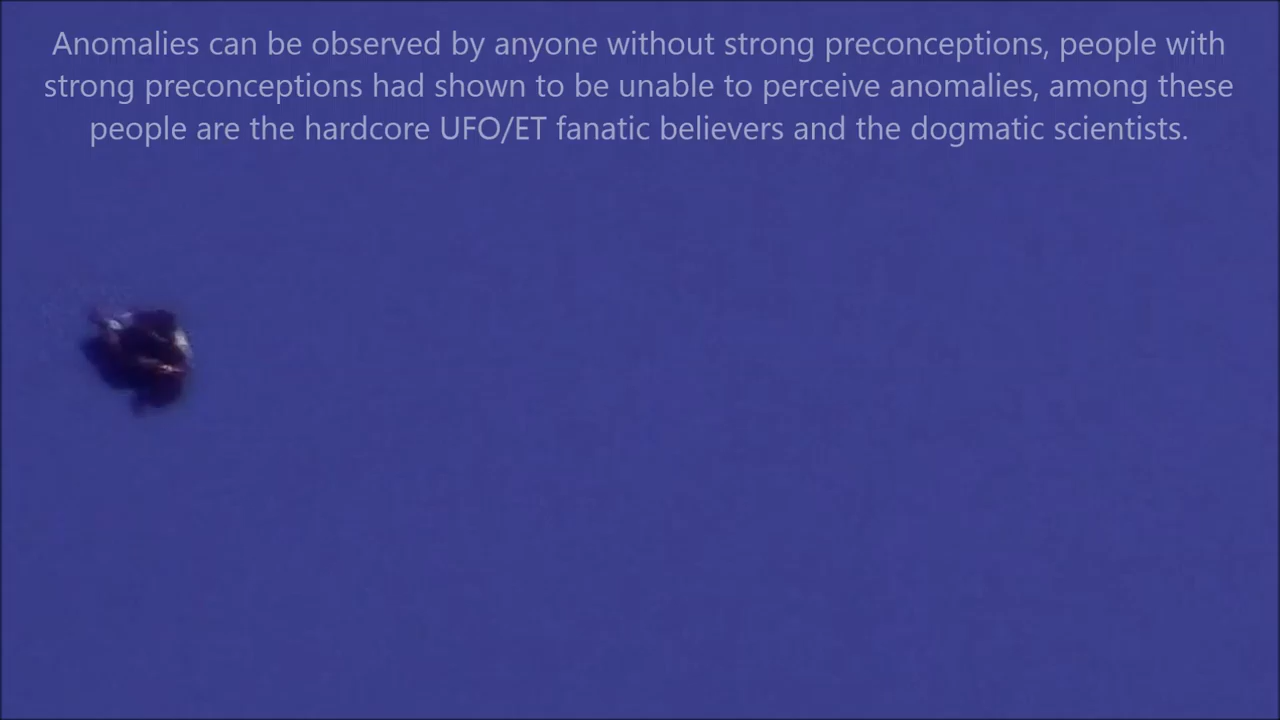 Anomalies can be observed by anyone without strong preconceptions, people with
strong preconceptions had shown to be unable to perceive anomalies, among these
people are the hardcore UFO/ET fanatic believers and the dogmatic scientists.